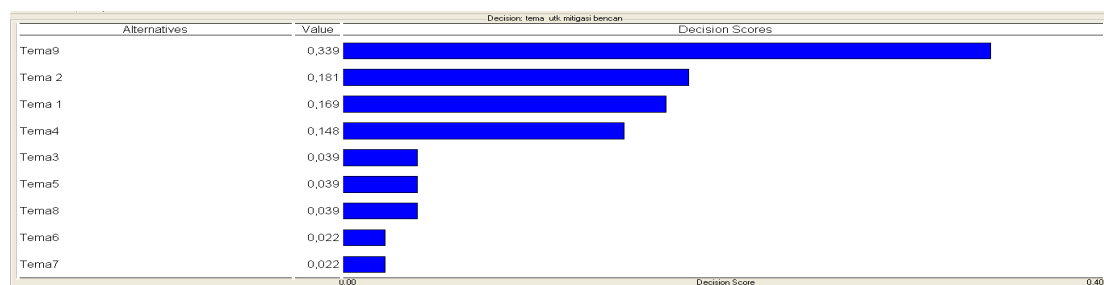 Decision: tema utk mitigasi bencan
Alternatives Value Decision Scores
Tema9 0,339
Tema 2 0,181
Tema 1 0,169
Tema4 0,148
Tema3 0,039
Tema5 0,039
Tema8 0,039
Tema6 0,022
Tema7 0,022
0.00 Decision Score 0.40